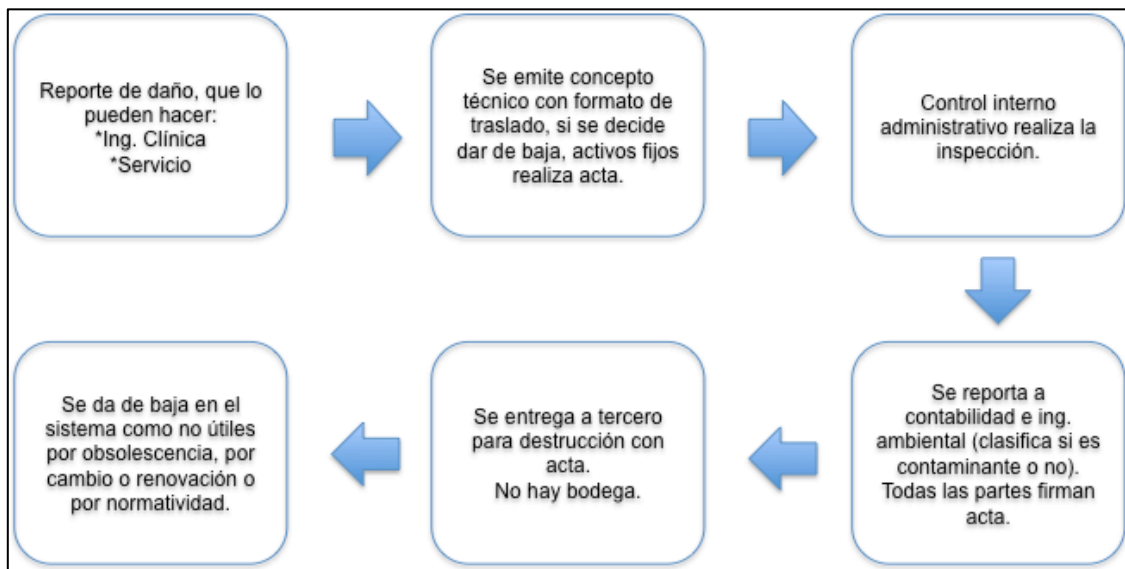 Reporte de daño, que lo
pueden hacer:
*Ing. Clínica
*Servicio
Se emite concepto
técnico con formato de
traslado, si se decide
dar de baja, activos fijos
realiza acta.
Control interno
administrativo realiza la
inspección.
Se reporta a
contabilidad e ing.
ambiental (clasifica si es
contaminante o no).
Todas las partes firman
acta.
Se entrega a tercero
para destrucción con
acta.
No hay bodega.
Se da de baja en el
sistema como no útiles
por obsolescencia, por
cambio o renovación o
por normatividad.